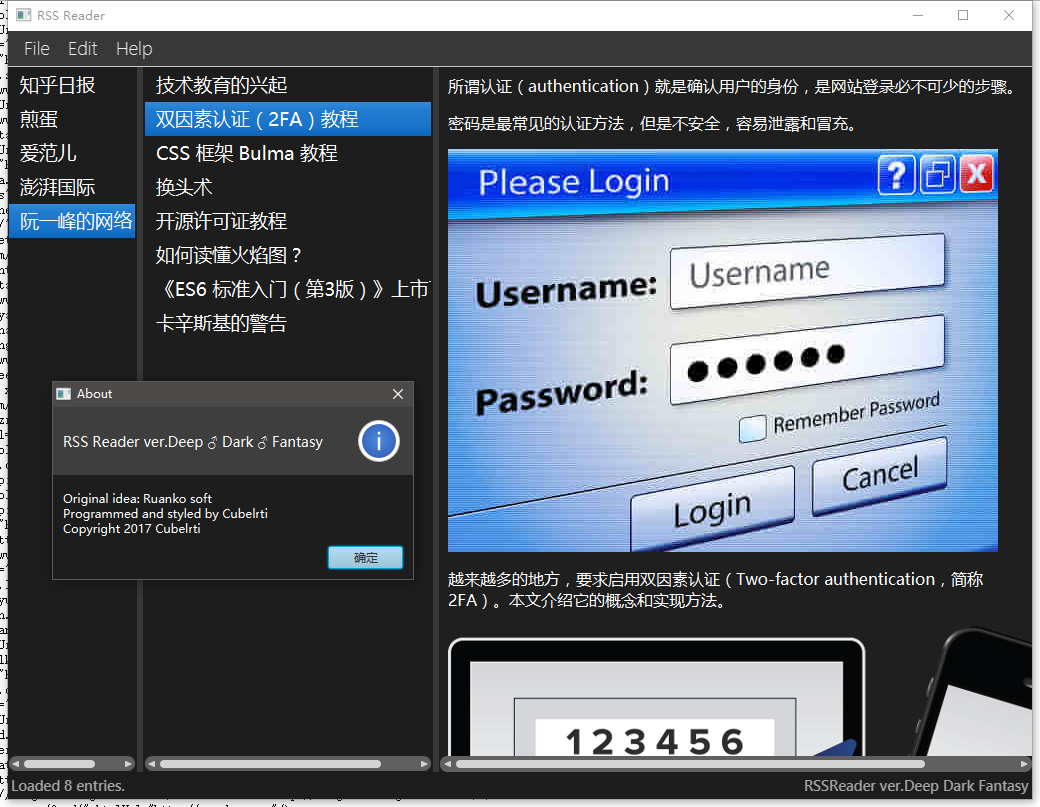 RSS Reader
File Edit Help
知乎日报
煎蛋
爱范儿
澎湃国际
阮一峰的网络
技术教育的兴起
双因素认证（2FA）教程
CSS 框架 Bulma 教程
换头术
开源许可证教程
如何读懂火焰图？
《ES6 标准入门（第3版）》上市
卡辛斯基的警告
所谓认证（authentication）就是确认用户的身份，是网站登录必不可少的步骤。
密码是最常见的认证方法，但是不安全，容易泄露和冒充。
Please Login
?
X
Username:
Username
Password:
Remember Password
Login
Cancel
越来越多的地方，要求启用双因素认证（Two-factor authentication，简称
2FA）。本文介绍它的概念和实现方法。
123456
About
RSS Reader ver.Deep ♂ Dark ♂ Fantasy
i
Original idea: Ruanko soft
Programmed and styled by Cubelrti
Copyright 2017 Cubelrti
确定
Loaded 8 entries.
RSSReader ver.Deep Dark Fantasy